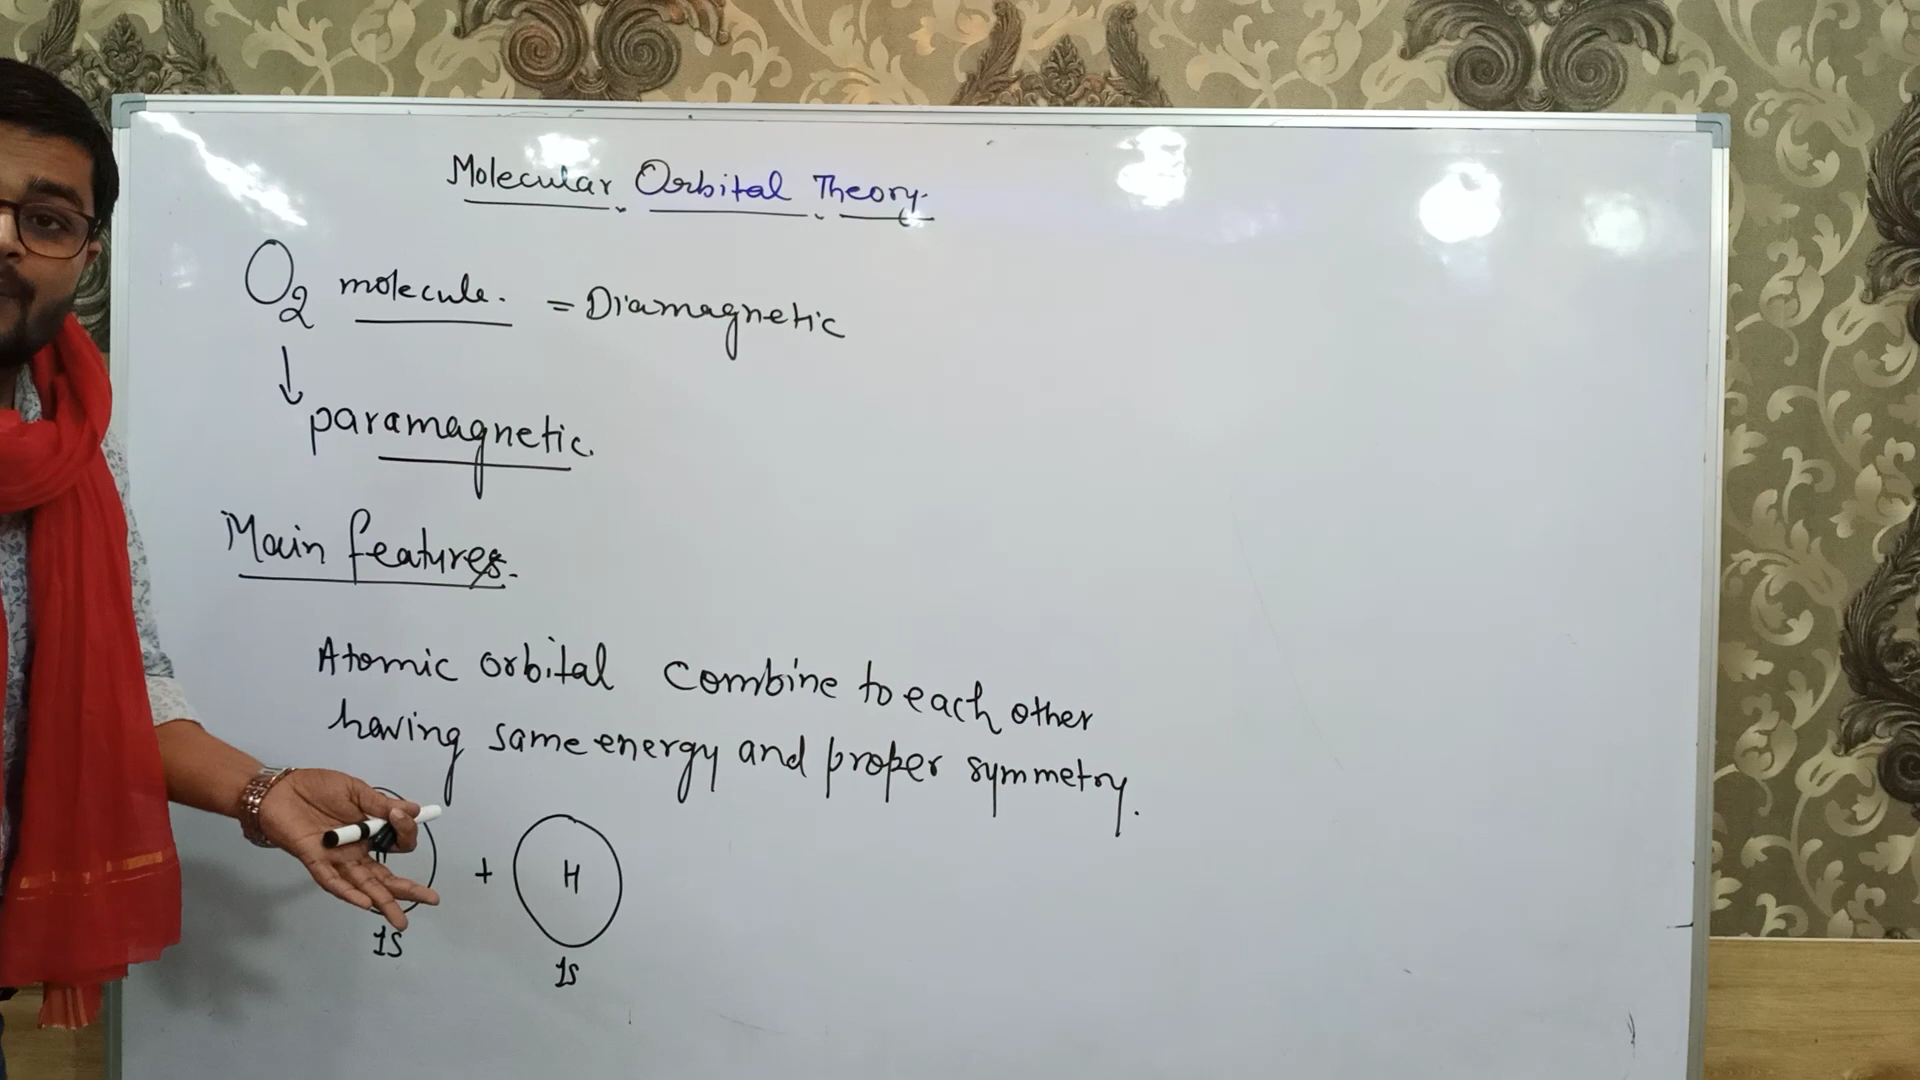 Molecular Orbital Theory.
O2 molecule. = Diamagnetic
↓
paramagnetic.
Main features.
Atomic orbital combine to each other
having same energy and proper symmetry.
+ H
1S
1S